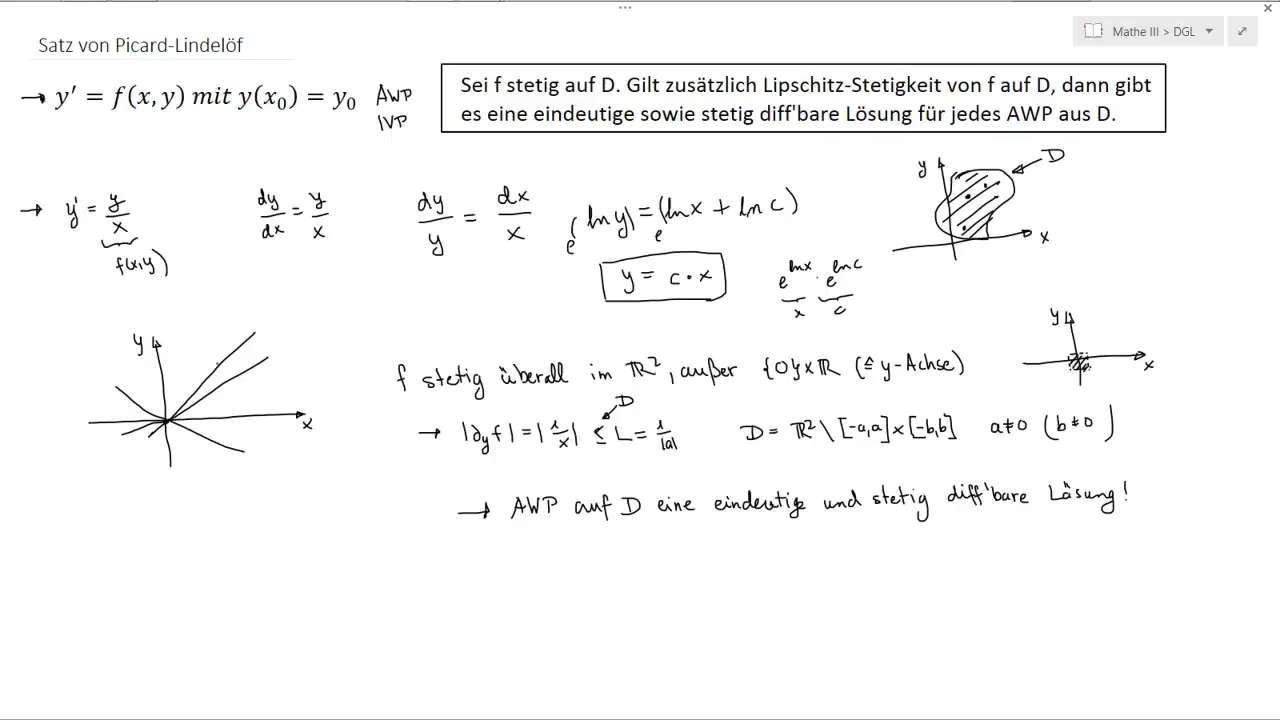 Mathe III > DGL
Satz von Picard-Lindelöf
→ y′ = f(x, y) mit y(x₀) = y₀ AWP
IVP
Sei f stetig auf D. Gilt zusätzlich Lipschitz-Stetigkeit von f auf D, dann gibt
es eine eindeutige sowie stetig diff'bare Lösung für jedes AWP aus D.
y D
x
→ y' = y/x dy/dx = y/x dy/y = dx/x e^( ln y) = e^(ln x + ln c)
f(x,y)
y = c · x
e^ln x · e^ln c
x c
y
x
y
x
f stetig überall im ℝ², außer {0}×ℝ (≙ y-Achse)
D
→ |∂yf| = |1/x| ≤ L = 1/|a| D = ℝ² \ [-a,a]×[-b,b] a≠0 (b≠0)
→ AWP auf D eine eindeutige und stetig diff'bare Lösung!